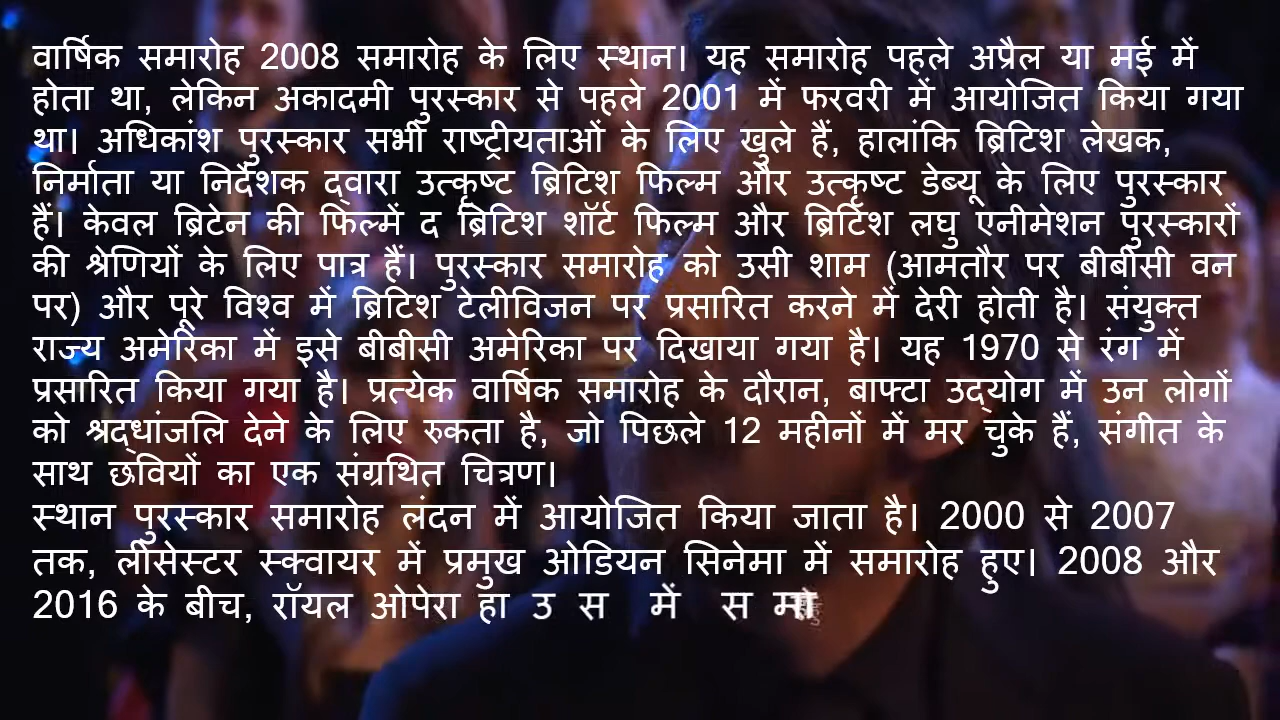 वार्षिक समारोह 2008 समारोह के लिए स्थान। यह समारोह पहले अप्रैल या मई में
होता था, लेकिन अकादमी पुरस्कार से पहले 2001 में फरवरी में आयोजित किया गया
था। अधिकांश पुरस्कार सभी राष्ट्रीयताओं के लिए खुले हैं, हालांकि ब्रिटिश लेखक,
निर्माता या निर्देशक द्वारा उत्कृष्ट ब्रिटिश फिल्म और उत्कृष्ट डेब्यू के लिए पुरस्कार
हैं। केवल ब्रिटेन की फिल्में द ब्रिटिश शॉर्ट फिल्म और ब्रिटिश लघु एनीमेशन पुरस्कारों
की श्रेणियों के लिए पात्र हैं। पुरस्कार समारोह को उसी शाम (आमतौर पर बीबीसी वन
पर) और पूरे विश्व में ब्रिटिश टेलीविजन पर प्रसारित करने में देरी होती है। संयुक्त
राज्य अमेरिका में इसे बीबीसी अमेरिका पर दिखाया गया है। यह 1970 से रंग में
प्रसारित किया गया है। प्रत्येक वार्षिक समारोह के दौरान, बाफ्टा उद्योग में उन लोगों
को श्रद्धांजलि देने के लिए रुकता है, जो पिछले 12 महीनों में मर चुके हैं, संगीत के
साथ छवियों का एक संग्रथित चित्रण।
स्थान पुरस्कार समारोह लंदन में आयोजित किया जाता है। 2000 से 2007
तक, लीसेस्टर स्क्वायर में प्रमुख ओडियन सिनेमा में समारोह हुए। 2008 और
2016 के बीच, रॉयल ओपेरा हाउस में